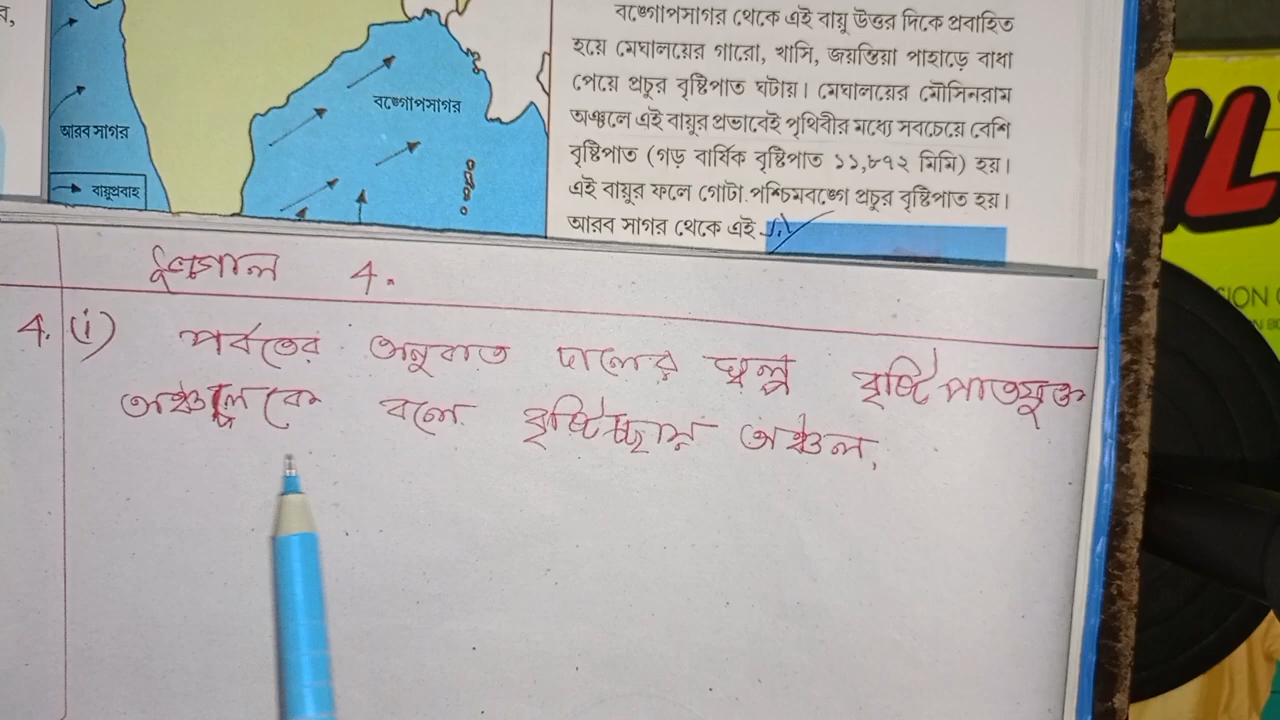 র,
বঙ্গোপসাগর থেকে এই বায়ু উত্তর দিকে প্রবাহিত
হয়ে মেঘালয়ের গারো, খাসি, জয়ন্তিয়া পাহাড়ে বাধা
পেয়ে প্রচুর বৃষ্টিপাত ঘটায়। মেঘালয়ের মৌসিনরাম
অঞ্চলে এই বায়ুর প্রভাবেই পৃথিবীর মধ্যে সবচেয়ে বেশি
বৃষ্টিপাত (গড় বার্ষিক বৃষ্টিপাত ১১,৮৭২ মিমি) হয়।
এই বায়ুর ফলে গোটা পশ্চিমবঙ্গে প্রচুর বৃষ্টিপাত হয়।
আরব সাগর থেকে এই
বঙ্গোপসাগর
আরব সাগর
বায়ুপ্রবাহ
ভূগোল 4.
4. (i) পর্বতের অনুবাত ঢালের স্বল্প বৃষ্টিপাতযুক্ত
অঞ্চলকে বলে বৃষ্টিচ্ছায় অঞ্চল,
SION